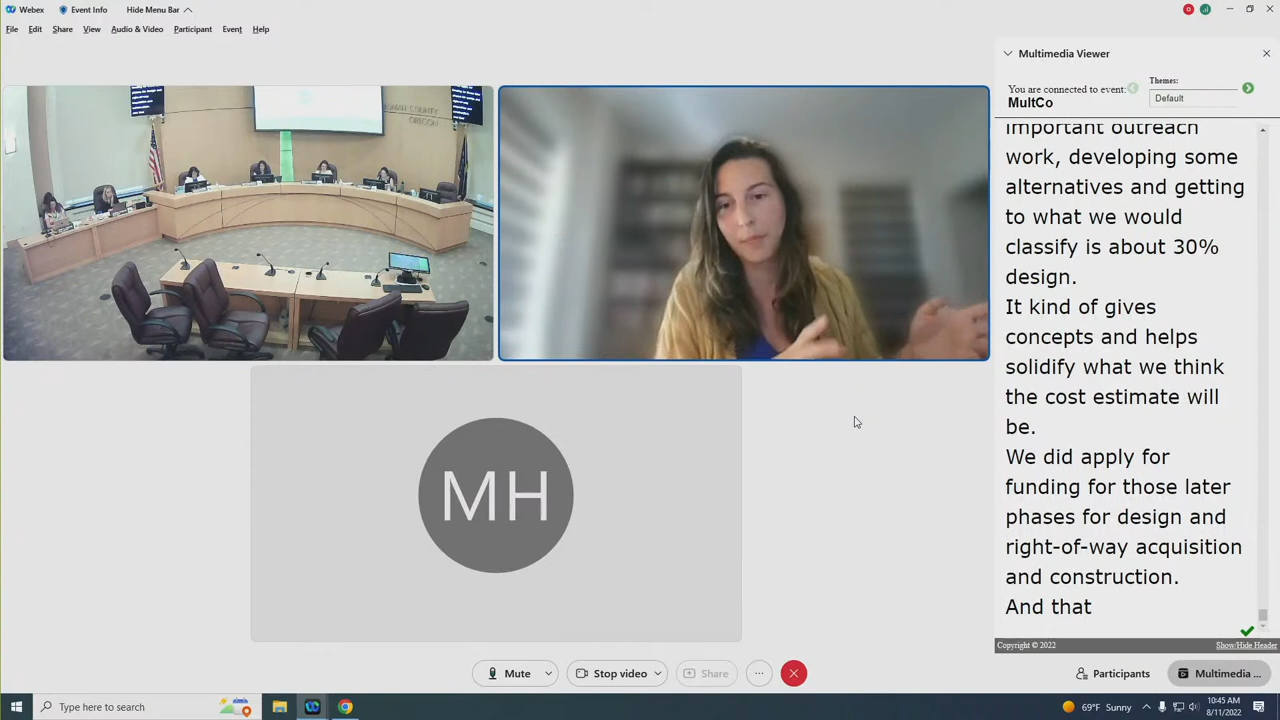 Webex
Event Info
Hide Menu Bar
File Edit Share View Audio & Video Participant Event Help
COUNTY
OREGON
MH
Multimedia Viewer
You are connected to event:
MultCo
Themes:
Default
important outreach
work, developing some
alternatives and getting
to what we would
classify is about 30%
design.
It kind of gives
concepts and helps
solidify what we think
the cost estimate will
be.
We did apply for
funding for those later
phases for design and
right-of-way acquisition
and construction.
And that
Copyright © 2022
Show/Hide Header
Mute
Stop video
Share
Participants
Multimedia ...
Type here to search
69°F Sunny
10:45 AM
8/11/2022